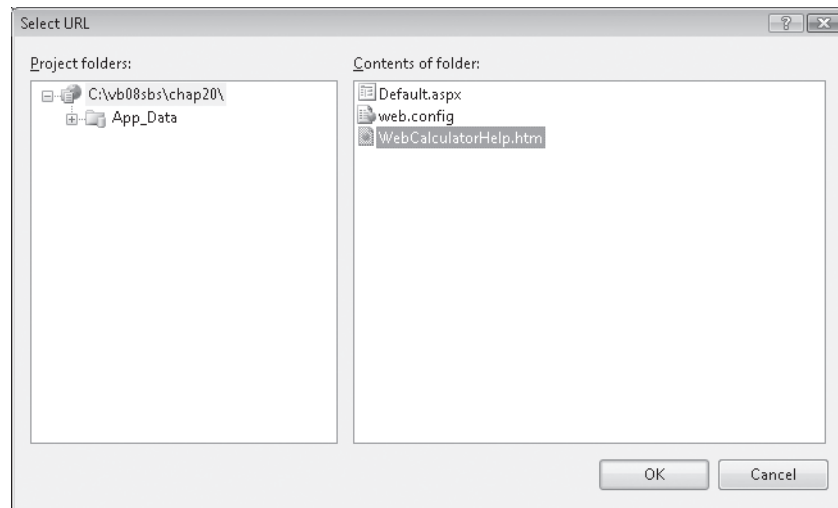 Select URL
Project folders:
C:\vb08sbs\chap20\
App_Data
Contents of folder:
Default.aspx
web.config
WebCalculatorHelp.htm
OK
Cancel